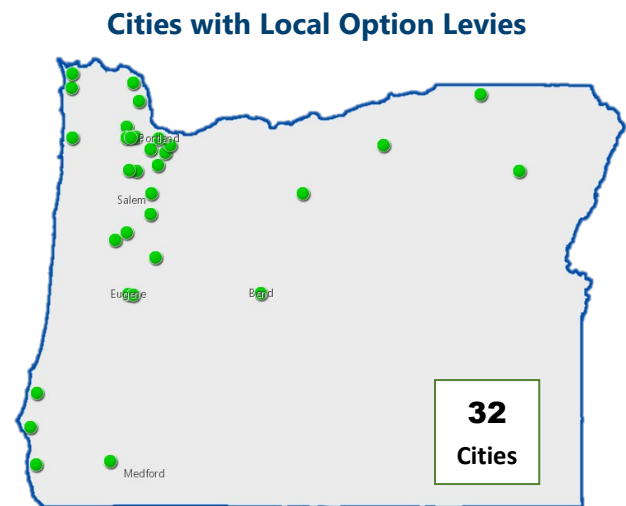 Cities with Local Option Levies
Portland
Salem
Eugene
Bend
32
Cities
Medford